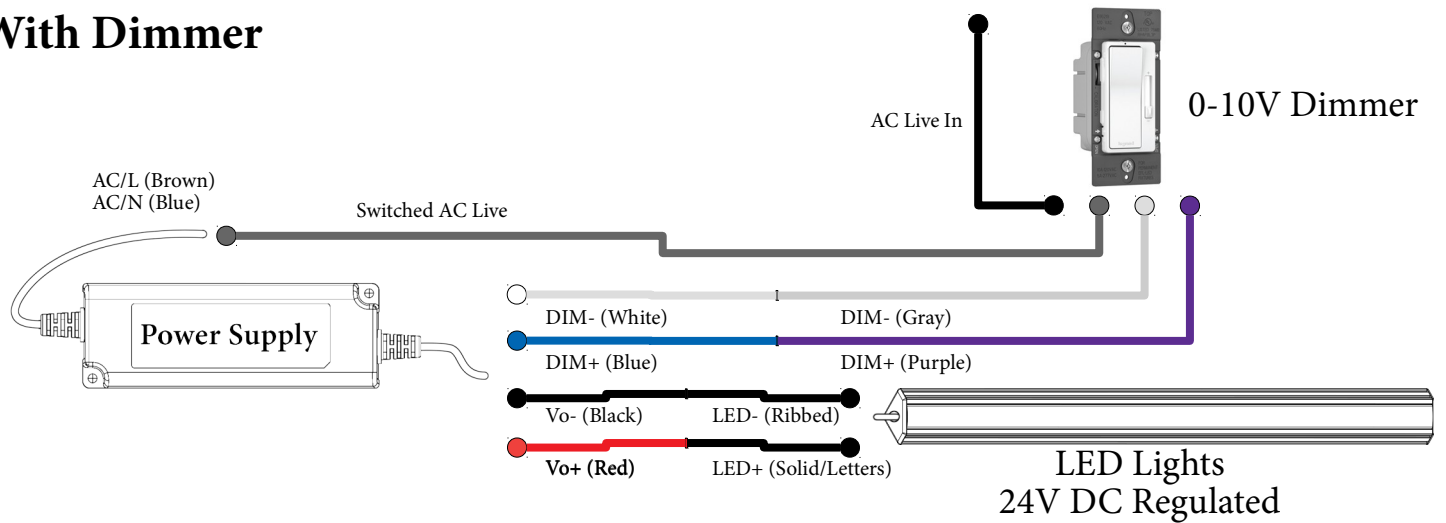 With Dimmer
AC Live In
0-10V Dimmer
AC/L (Brown)
AC/N (Blue)
Switched AC Live
Power Supply
DIM- (White)
DIM- (Gray)
DIM+ (Blue)
DIM+ (Purple)
Vo- (Black)
LED- (Ribbed)
Vo+ (Red)
LED+ (Solid/Letters)
LED Lights
24V DC Regulated